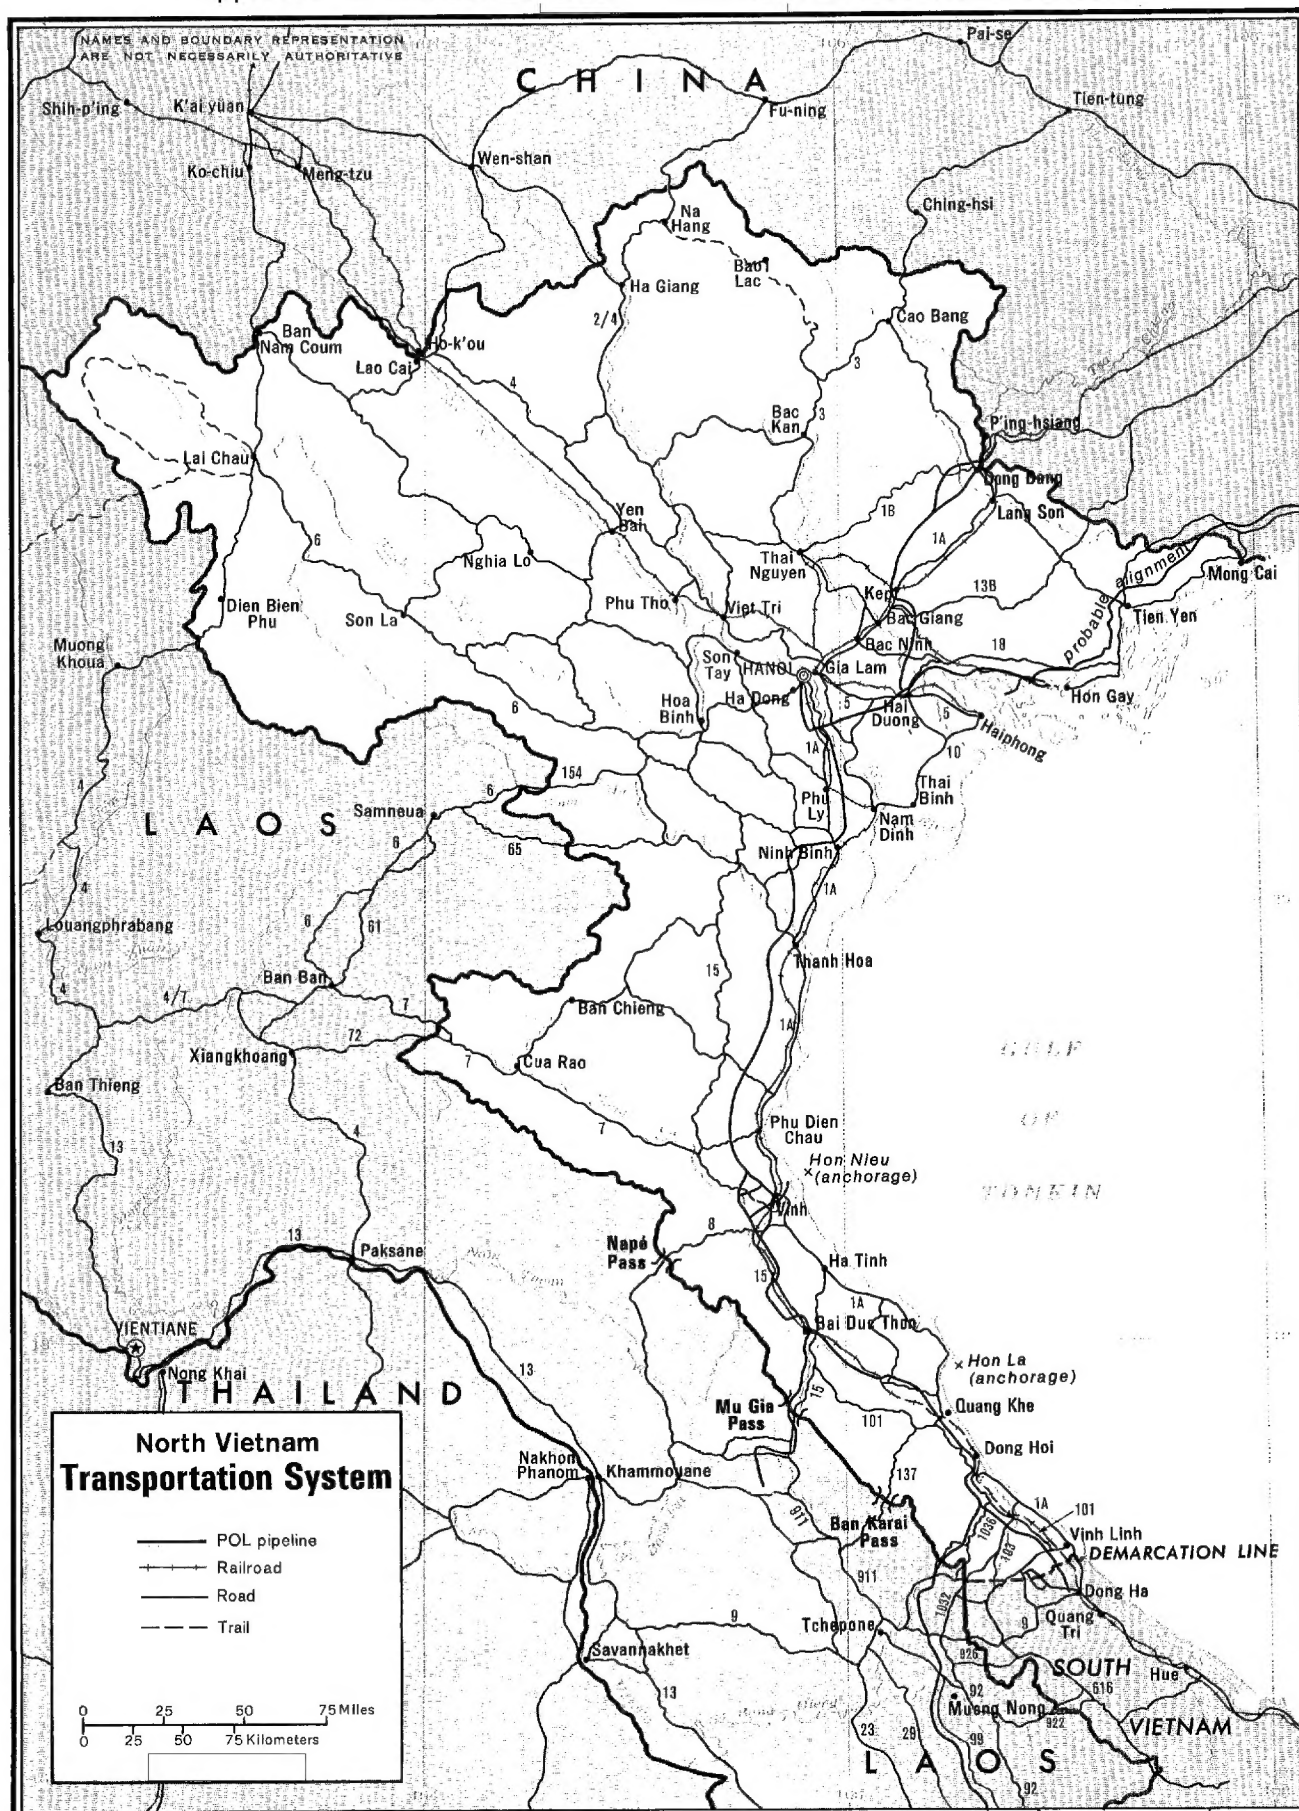 NAMES AND BOUNDARY REPRESENTATION
ARE NOT NECESSARILY AUTHORITATIVE
CHINA
Pai-se
Shih-p'ing
K'ai yuan
Fu-ning
Tien-tung
Wen-shan
Ko-chiu
Meng-tzu
Ching-hsi
Na
Hang
Bao
Lac
Ha Giang
2/4
Cao Bang
Ban
Nam Coum
Ho-k'ou
Lao Cai
4
3
3
Bac
Kan
P'ing-hsiang
Lai Chau
Dong Dang
Lang Son
1B
1A
Yen
Bai
6
Nghia Lo
Thai
Nguyen
alignment
Mong Cai
Kep
13B
Phu Tho
Viet Tri
Dien Bien
Phu
Son La
Bac Giang
probable
Tien Yen
Bac Ninh
18
Muong
Khoua
Son
Tay
HANOI
Gia Lam
Ha Dong
Hon Gay
6
Hoa
Binh
5
Hai
Duong
5
Haiphong
1A
10
154
6
Phu
Ly
Thai
Binh
4
Samneua
LAOS
Nam
Dinh
6
65
Ninh Binh
4
1A
6
61
Louangphrabang
Thanh Hoa
15
Ban Ban
4
4/7
7
Ban Chieng
1A
72
Xiangkhoang
7
Cua Rao
GULF
OF
TONKIN
Ban Thieng
Phu Dien
Chau
7
4
13
Hon Nieu
(anchorage)
Vinh
8
13
Paksane
Napé
Pass
Ha Tinh
15
1A
VIENTIANE
Bai Duc Thon
Nong Khai
13
Hon La
(anchorage)
THAILAND
Mu Gia
Pass
15
101
Quang Khe
Dong Hoi
Nakhon
Phanom
Khammouane
137
911
Ban Karai
Pass
1A
101
1036
103
Vinh Linh
DEMARCATION LINE
911
Dong Ha
1032
9
Tchepone
9
Quang
Tri
Savannakhet
926
SOUTH
Hue
13
92
616
Muong Nong
922
VIETNAM
23
29
99
LAOS
92
North Vietnam
Transportation System
POL pipeline
Railroad
Road
Trail
0 25 50 75 Miles
0 25 50 75 Kilometers